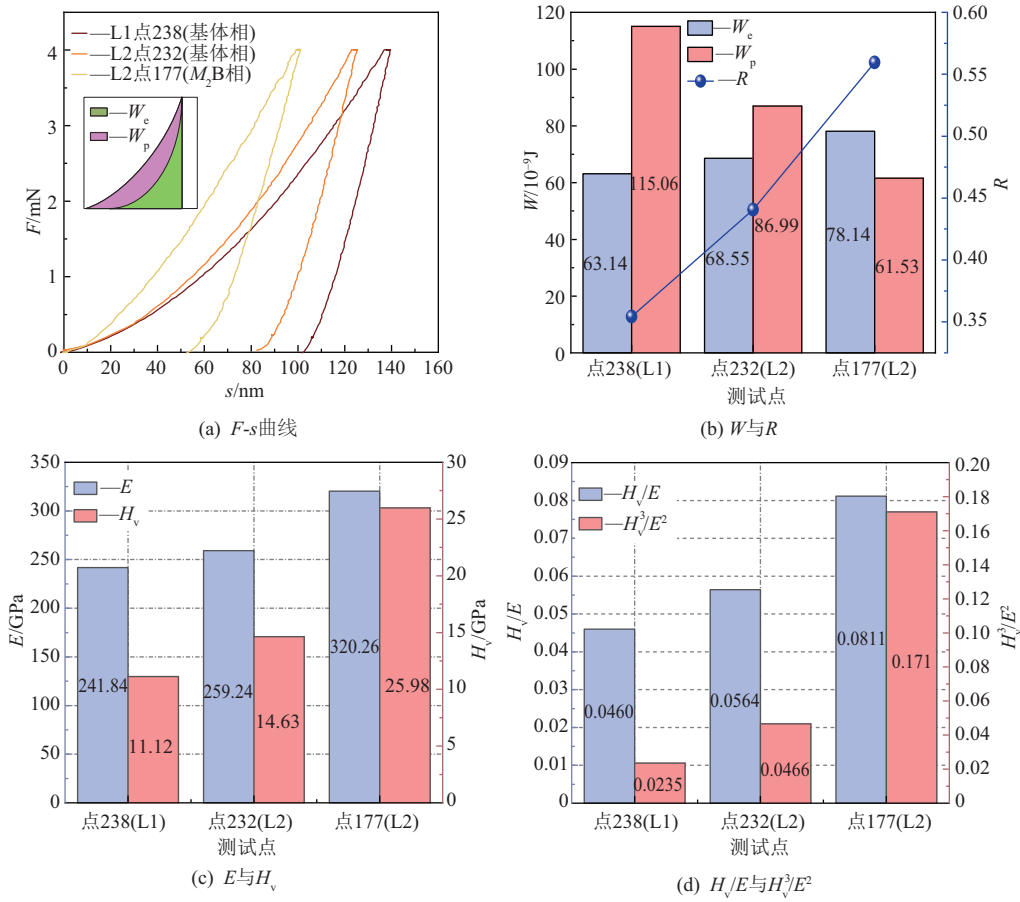 —L1点238(基体相)
—L2点232(基体相)
—L2点177(M₂B相)
—Wₑ
—Wₚ
F/mN
4
3
2
1
0
0 20 40 60 80 100 120 140 160
s/nm
(a) F-s曲线
—Wₑ
—Wₚ
—R
W/10⁻⁹J
120
100
80
60
40
20
0
R
0.60
0.55
0.50
0.45
0.40
0.35
63.14
115.06
68.55
86.99
78.14
61.53
点238(L1) 点232(L2) 点177(L2)
测试点
(b) W与R
—E
—Hᵥ
E/GPa
350
300
250
200
150
100
50
0
Hᵥ/GPa
30
25
20
15
10
5
0
241.84
11.12
259.24
14.63
320.26
25.98
点238(L1) 点232(L2) 点177(L2)
测试点
(c) E与Hᵥ
—Hᵥ/E
—Hᵥ³/E²
Hᵥ/E
0.09
0.08
0.07
0.06
0.05
0.04
0.03
0.02
0.01
0
Hᵥ³/E²
0.20
0.18
0.16
0.14
0.12
0.10
0.08
0.06
0.04
0.02
0
0.0460
0.0235
0.0564
0.0466
0.0811
0.171
点238(L1) 点232(L2) 点177(L2)
测试点
(d) Hᵥ/E与Hᵥ³/E²